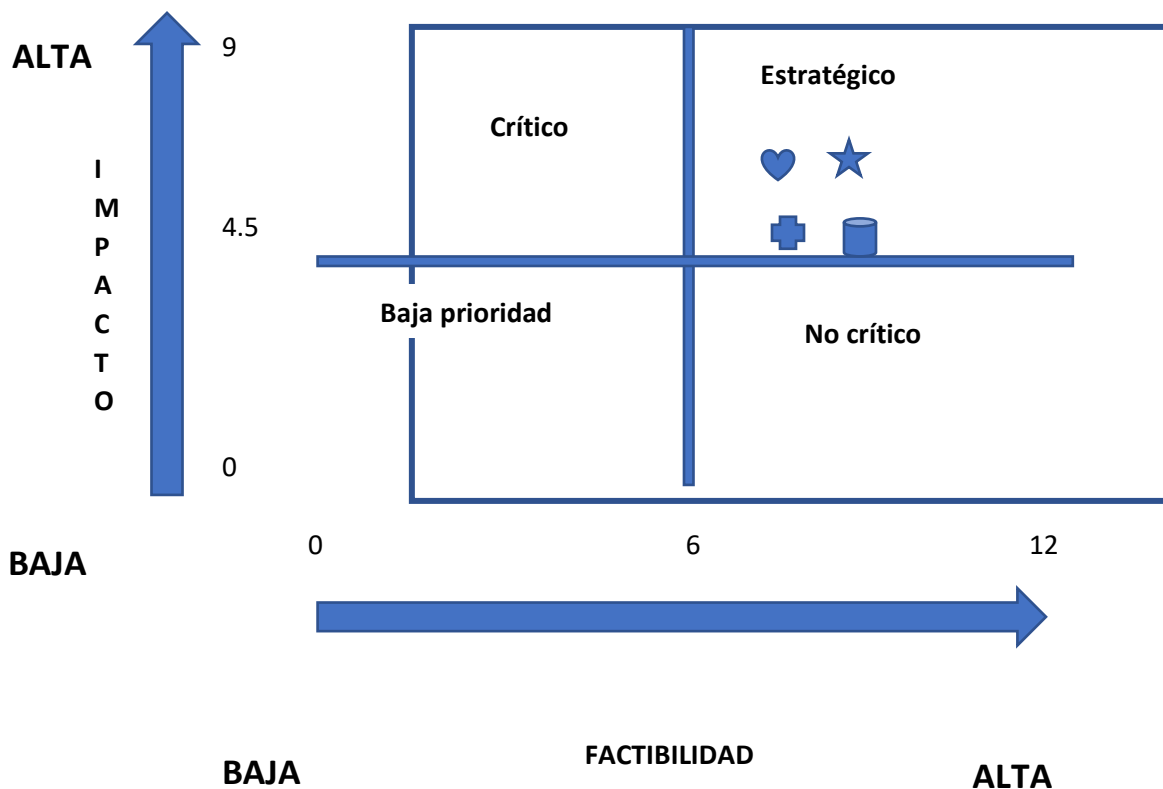 ALTA
9
Estratégico
Crítico
I
M
P
A
C
T
O
4.5
Baja prioridad
No crítico
0
BAJA
0 6 12
FACTIBILIDAD
BAJA
ALTA